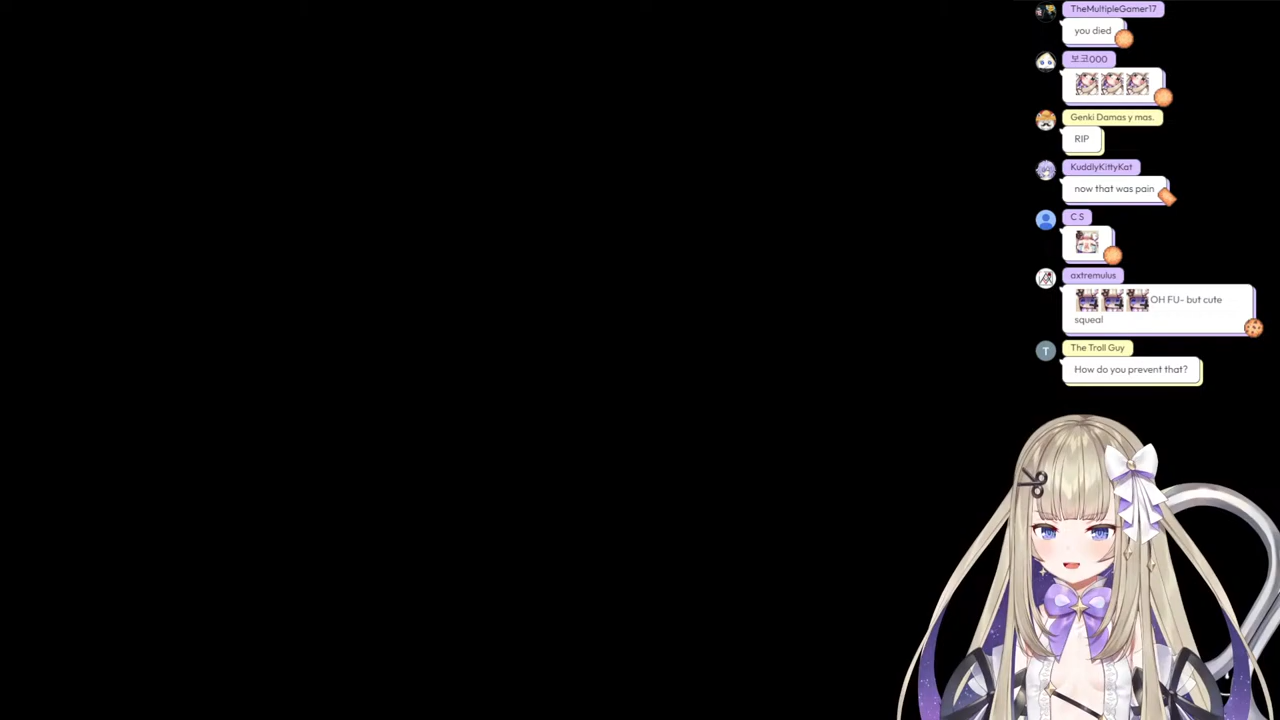 TheMultipleGamer17
you died
보코000
Genki Damas y mas.
RIP
KuddlyKittyKat
now that was pain
C S
axtremulus
OH FU- but cute
squeal
T
The Troll Guy
How do you prevent that?